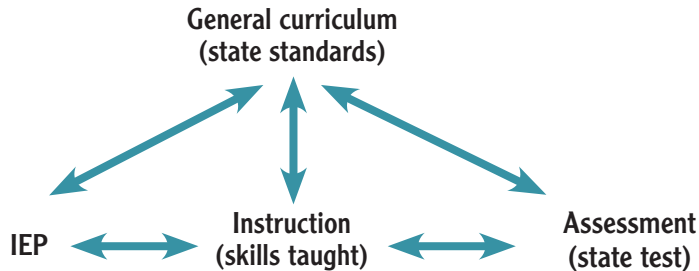 General curriculum
(state standards)
IEP
Instruction
(skills taught)
Assessment
(state test)